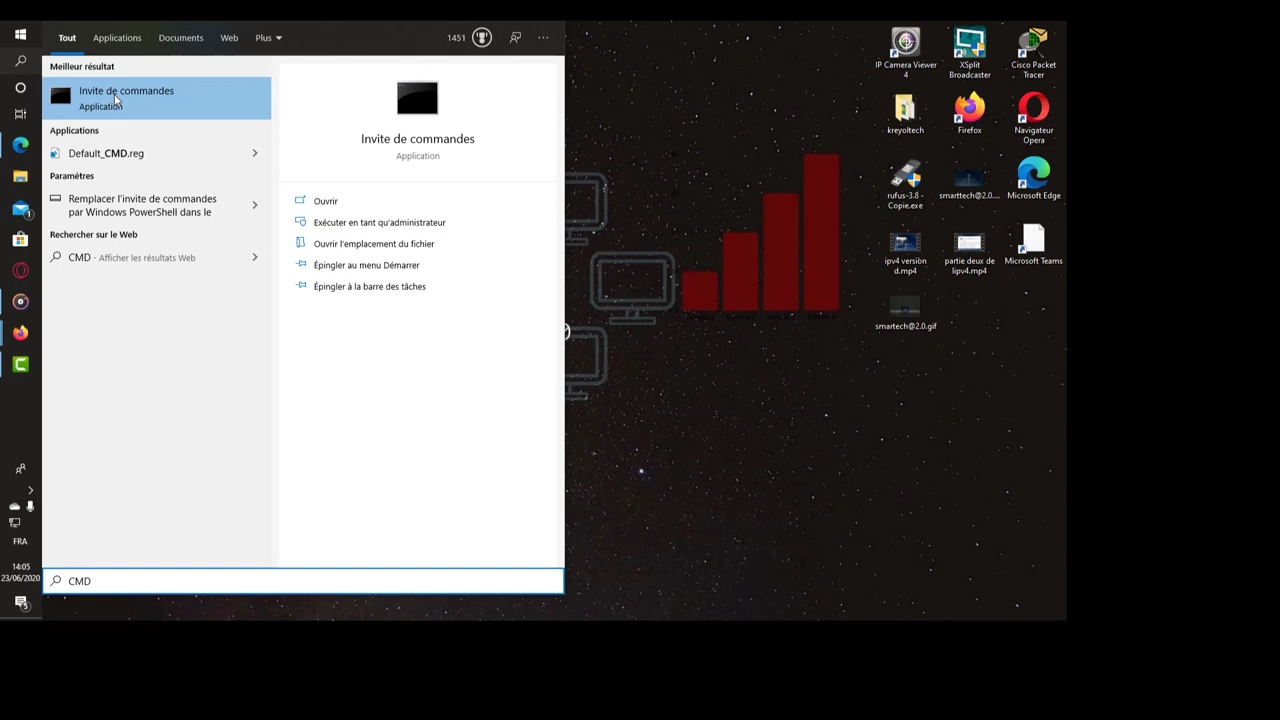 Tout Applications Documents Web Plus 1451
Meilleur résultat
Invite de commandes
Application
Applications
Default_CMD.reg
Paramètres
Remplacer l'invite de commandes
par Windows PowerShell dans le
Rechercher sur le Web
CMD - Afficher les résultats Web
Invite de commandes
Application
Ouvrir
Exécuter en tant qu'administrateur
Ouvrir l'emplacement du fichier
Épingler au menu Démarrer
Épingler à la barre des tâches
CMD
1
FRA
14:05
23/06/2020
5
IP Camera Viewer
4
XSplit
Broadcaster
Cisco Packet
Tracer
kreyoltech
Firefox
Navigateur
Opera
rufus-3.8 -
Copie.exe
smarttech@2.0....
Microsoft Edge
ipv4 version
d.mp4
partie deux de
lipv4.mp4
Microsoft Teams
smartech@2.0.gif